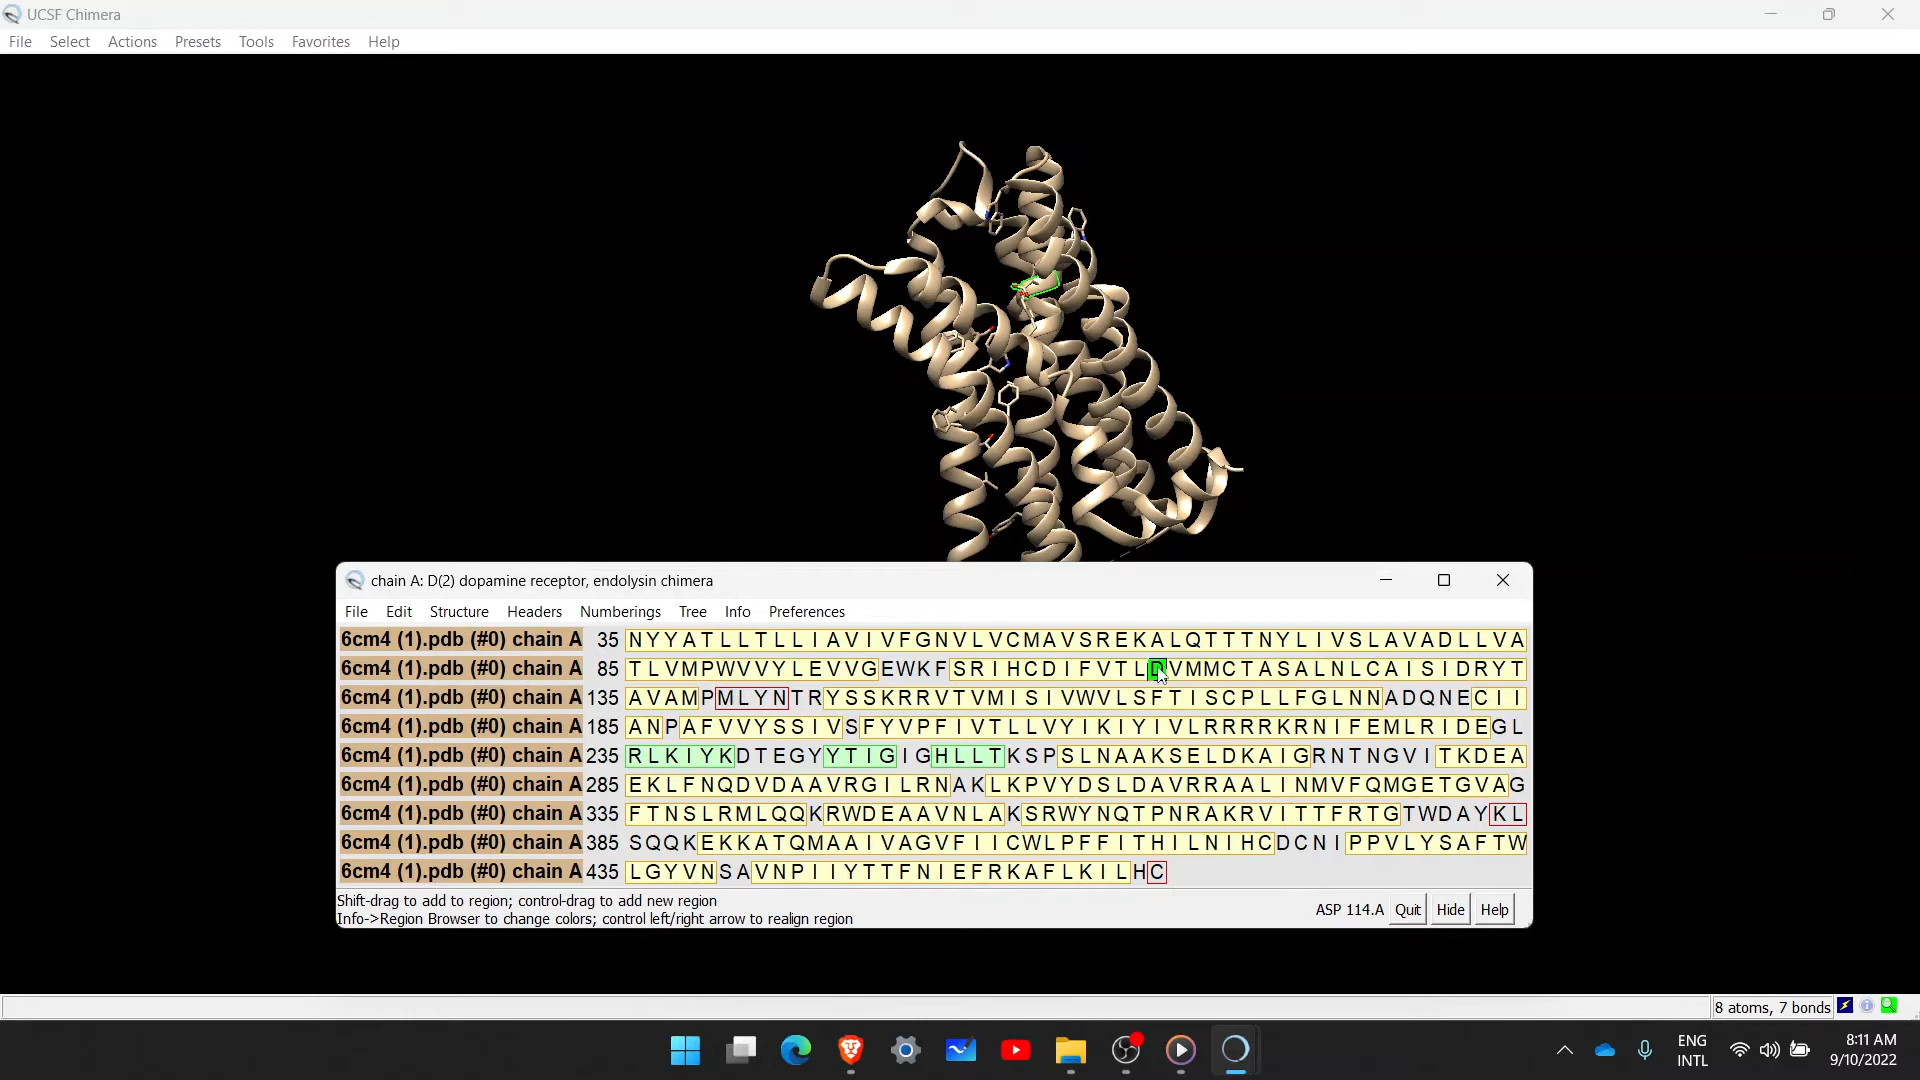 UCSF Chimera
File Select Actions Presets Tools Favorites Help
chain A: D(2) dopamine receptor, endolysin chimera
File Edit Structure Headers Numberings Tree Info Preferences
6cm4 (1).pdb (#0) chain A 35 NYYATLLTLLIAVIVFGNVLVCMAVSREKALQTTTNYLIVSLAVADLLVA
6cm4 (1).pdb (#0) chain A 85 TLVMPWVVYLEVVGEWKFSRIHCDIFVTLDVMMCTASALNLCAISIDRYT
6cm4 (1).pdb (#0) chain A 135 AVAMPMLYNTRYSSKRRVTVMISIVWVLSFTISCPLLFGLNNADQNECII
6cm4 (1).pdb (#0) chain A 185 ANPAFVVYSSIVSFYVPFIVTLLVYIKIYIVLRRRRKRNIFEMLRIDEGL
6cm4 (1).pdb (#0) chain A 235 RLKIYKDTEGYYTIGIGHLLTKSPSLNAAKSELDKAIGRNTNGVITKDEA
6cm4 (1).pdb (#0) chain A 285 EKLFNQDVDAAVRGILRNAKLKPVYDSLDAVRRAALINMVFQMGETGVAG
6cm4 (1).pdb (#0) chain A 335 FTNSLRMLQQKRWDEAAVNLAKSRWYNQTPNRAKRVITTFRTGTWDAYKL
6cm4 (1).pdb (#0) chain A 385 SQQKEKKATQMAAIVAGVFIICWLPFFITHILNIHCDCNIPPVLYSAFTW
6cm4 (1).pdb (#0) chain A 435 LGYVNSAVNPIIYTTFNIEFRKAFLKILHC
Shift-drag to add to region; control-drag to add new region
Info->Region Browser to change colors; control left/right arrow to realign region
ASP 114.A Quit Hide Help
8 atoms, 7 bonds
ENG
INTL
8:11 AM
9/10/2022